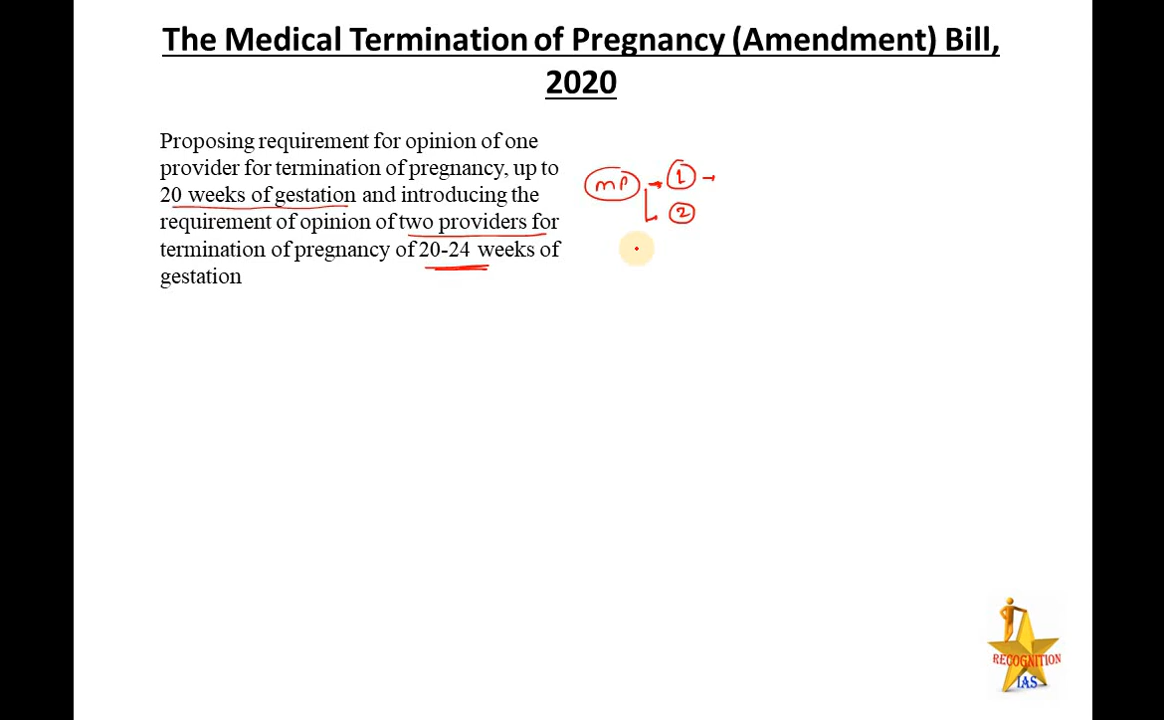 The Medical Termination of Pregnancy (Amendment) Bill,
2020
Proposing requirement for opinion of one
provider for termination of pregnancy, up to
20 weeks of gestation and introducing the
requirement of opinion of two providers for
termination of pregnancy of 20-24 weeks of
gestation
MP → 1 →
2
RECOGNITION
IAS